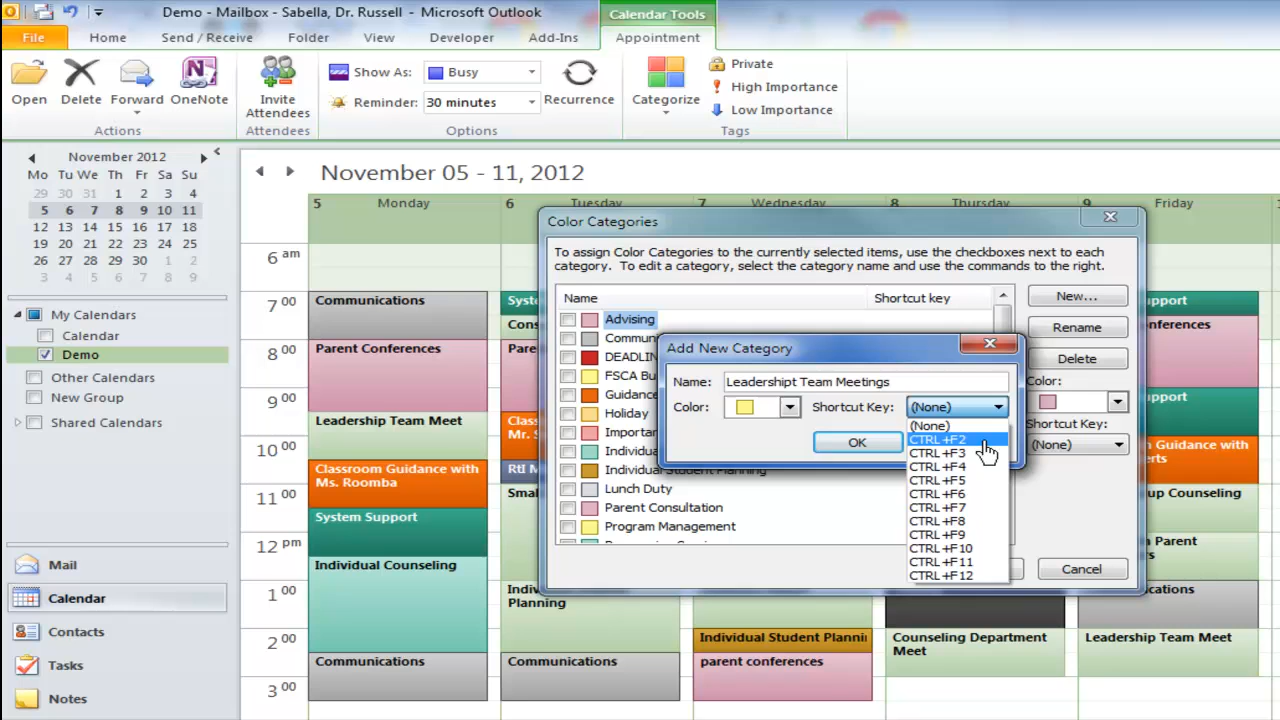 Demo - Mailbox - Sabella, Dr. Russell - Microsoft Outlook
Calendar Tools
File Home Send / Receive Folder View Developer Add-Ins Appointment
Open Delete Forward OneNote
Actions
Invite
Attendees
Attendees
Show As: Busy
Reminder: 30 minutes
Recurrence
Options
Categorize
Private
High Importance
Low Importance
Tags
November 2012
Mo Tu We Th Fr Sa Su
29 30 31 1 2 3 4
5 6 7 8 9 10 11
12 13 14 15 16 17 18
19 20 21 22 23 24 25
26 27 28 29 30 1 2
3 4 5 6 7 8 9
My Calendars
Calendar
Demo
Other Calendars
New Group
Shared Calendars
Mail
Calendar
Contacts
Tasks
Notes
November 05 - 11, 2012
5 Monday 6 Tuesday 7 Wednesday 8 Thursday 9 Friday
6 am
7 00
8 00
9 00
10 00
11 00
12 pm
1 00
2 00
3 00
Communications
Parent Conferences
Leadership Team Meet
Classroom Guidance with
Ms. Roomba
System Support
Individual Counseling
Communications
Planning
Communications
Individual Student Plannin
parent conferences
Counseling Department
Meet
Support
Guidance with
Leadership Team Meet
Color Categories
To assign Color Categories to the currently selected items, use the checkboxes next to each
category. To edit a category, select the category name and use the commands to the right.
Name Shortcut key
Advising
Commun
DEADLIN
FSCA Bu
Guidance
Holiday
Importan
Individua
Individual Student Planning
Lunch Duty
Parent Consultation
Program Management
New...
Rename
Delete
Color:
Shortcut Key:
(None)
Cancel
Add New Category
Name: Leadershipt Team Meetings
Color: Shortcut Key: (None)
OK
(None)
CTRL+F2
CTRL+F3
CTRL+F4
CTRL+F5
CTRL+F6
CTRL+F7
CTRL+F8
CTRL+F9
CTRL+F10
CTRL+F11
CTRL+F12